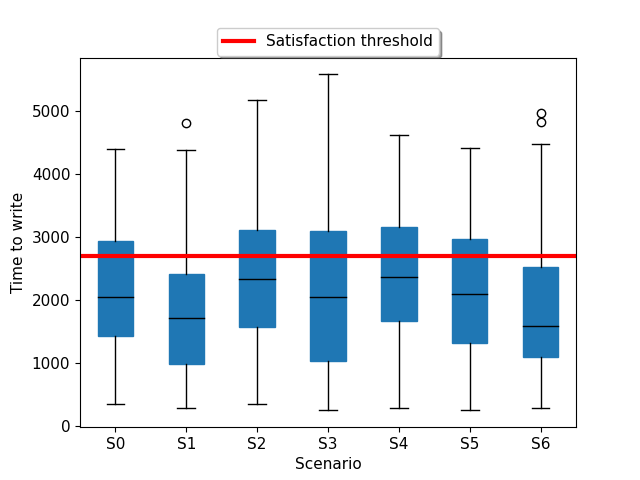 Satisfaction threshold
5000
4000
3000
2000
1000
0
Time to write
S0 S1 S2 S3 S4 S5 S6
Scenario